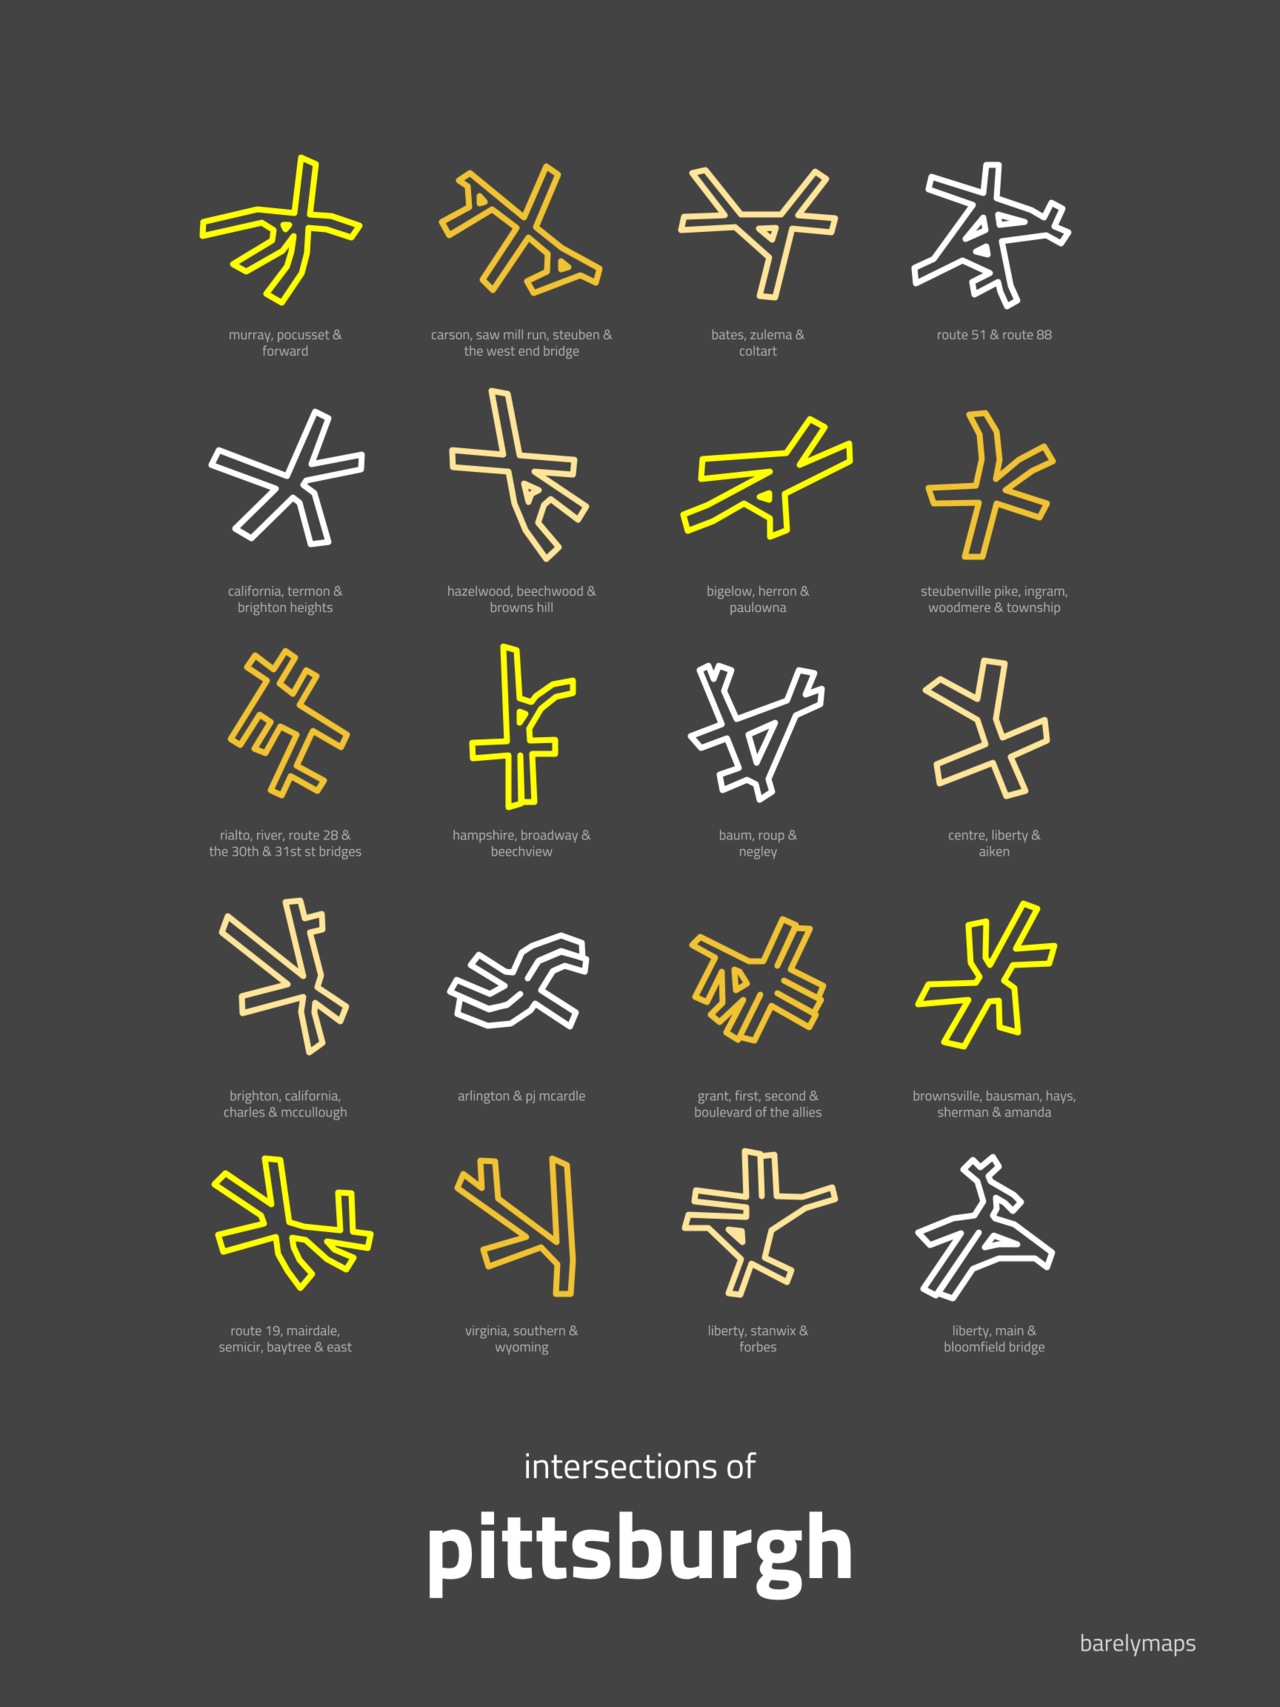 murray, pocusset &
forward
carson, saw mill run, steuben &
the west end bridge
bates, zulema &
coltart
route 51 & route 88
california, termon &
brighton heights
hazelwood, beechwood &
browns hill
bigelow, herron &
paulowna
steubenville pike, ingram,
woodmere & township
rialto, river, route 28 &
the 30th & 31st st bridges
hampshire, broadway &
beechview
baum, roup &
negley
centre, liberty &
aiken
brighton, california,
charles & mccullough
arlington & pj mcardle
grant, first, second &
boulevard of the allies
brownsville, bausman, hays,
sherman & amanda
route 19, mairdale,
semicir, baytree & east
virginia, southern &
wyoming
liberty, stanwix &
forbes
liberty, main &
bloomfield bridge
intersections of
pittsburgh
barelymaps